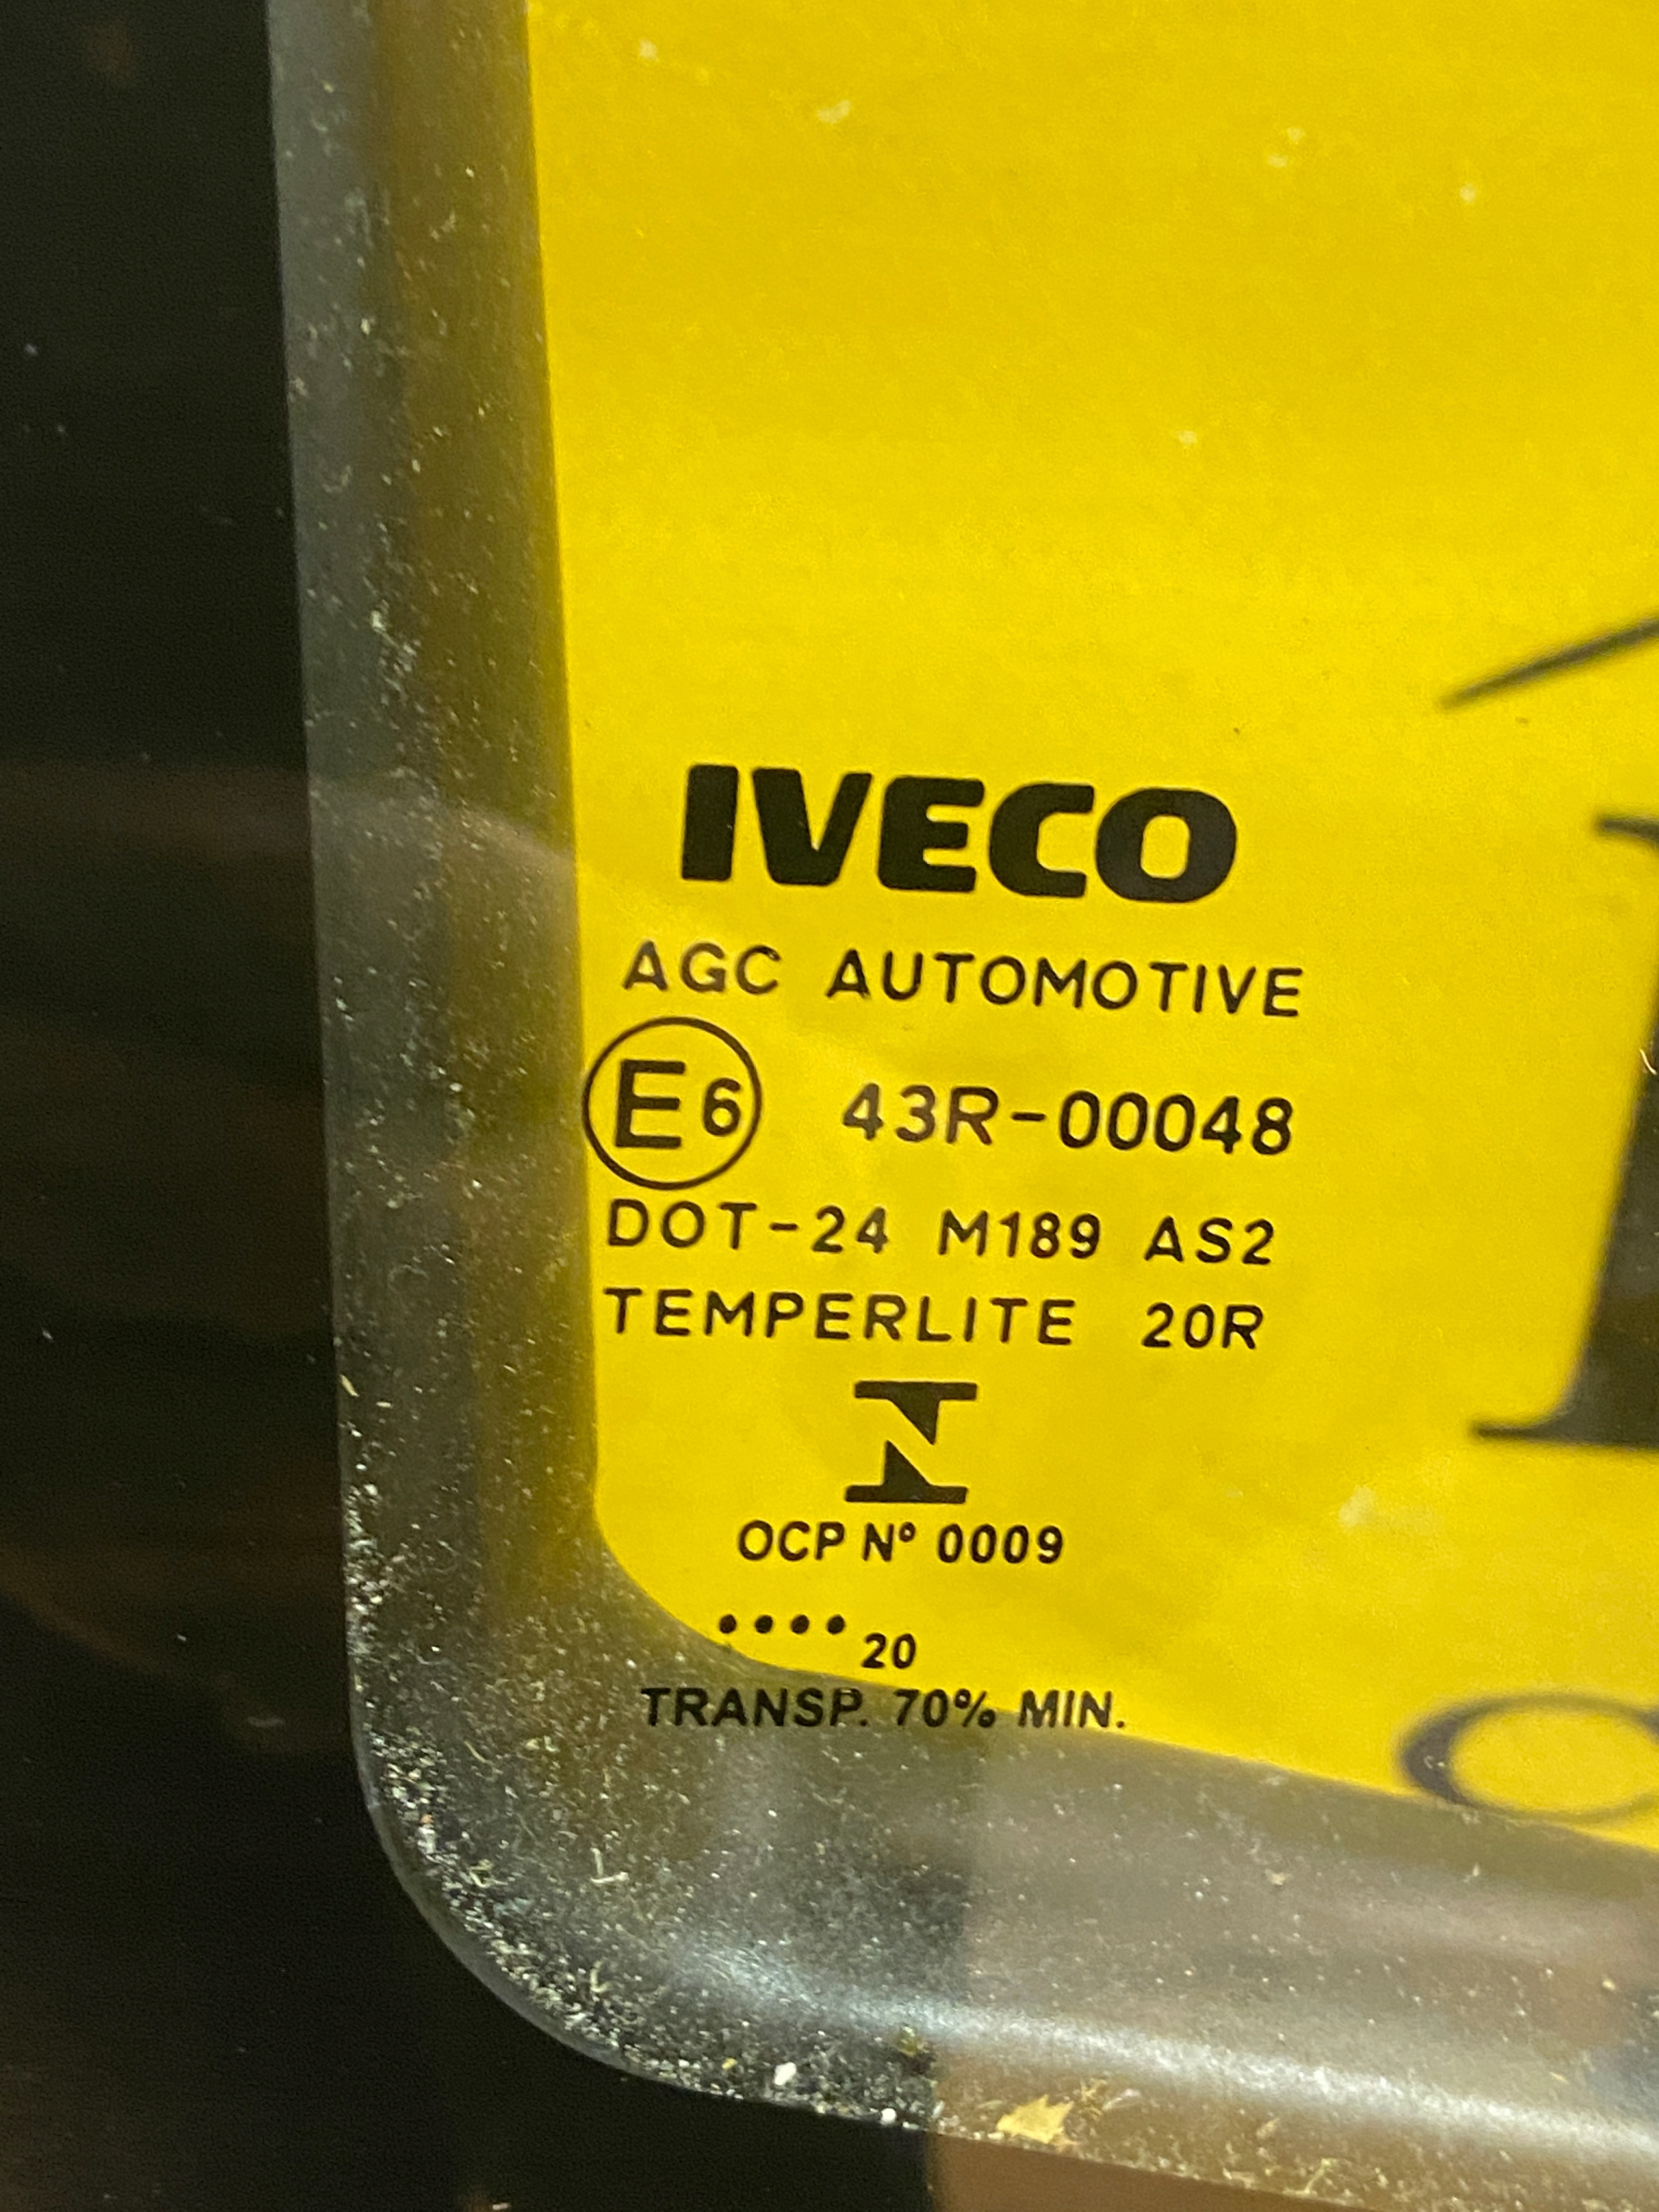 IVECO
AGC AUTOMOTIVE
E6 43R-00048
DOT-24 M189 AS2
TEMPERLITE 20R
N
OCP Nº 0009
....20
TRANSP. 70% MIN.